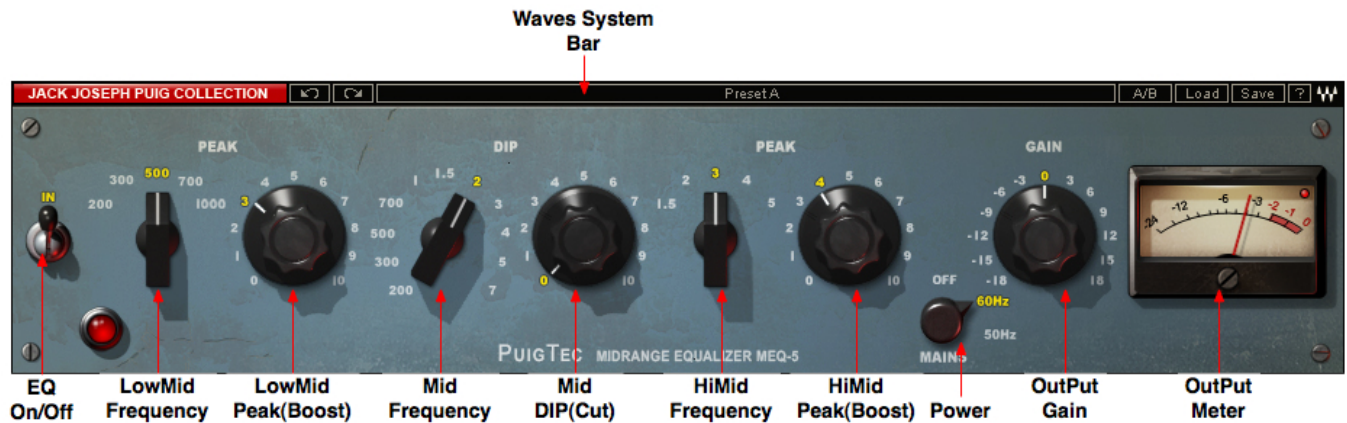 Waves System
Bar
JACK JOSEPH PUIG COLLECTION
Preset A
A/B
Load
Save
?
PEAK
DIP
PEAK
GAIN
IN
200
300
500
700
1000
0
1
2
3
4
5
6
7
8
9
10
200
300
500
700
1
1.5
2
3
4
5
7
0
1
2
3
4
5
6
7
8
9
10
1.5
2
3
4
5
0
1
2
3
4
5
6
7
8
9
10
OFF
60Hz
50Hz
MAINS
-18
-15
-12
-9
-6
-3
0
3
6
9
12
15
18
-24
-12
-6
-3
-2
-1
0
PUIGTEC MIDRANGE EQUALIZER MEQ-5
EQ
On/Off
LowMid
Frequency
LowMid
Peak(Boost)
Mid
Frequency
Mid
DIP(Cut)
HiMid
Frequency
HiMid
Peak(Boost)
Power
OutPut
Gain
OutPut
Meter